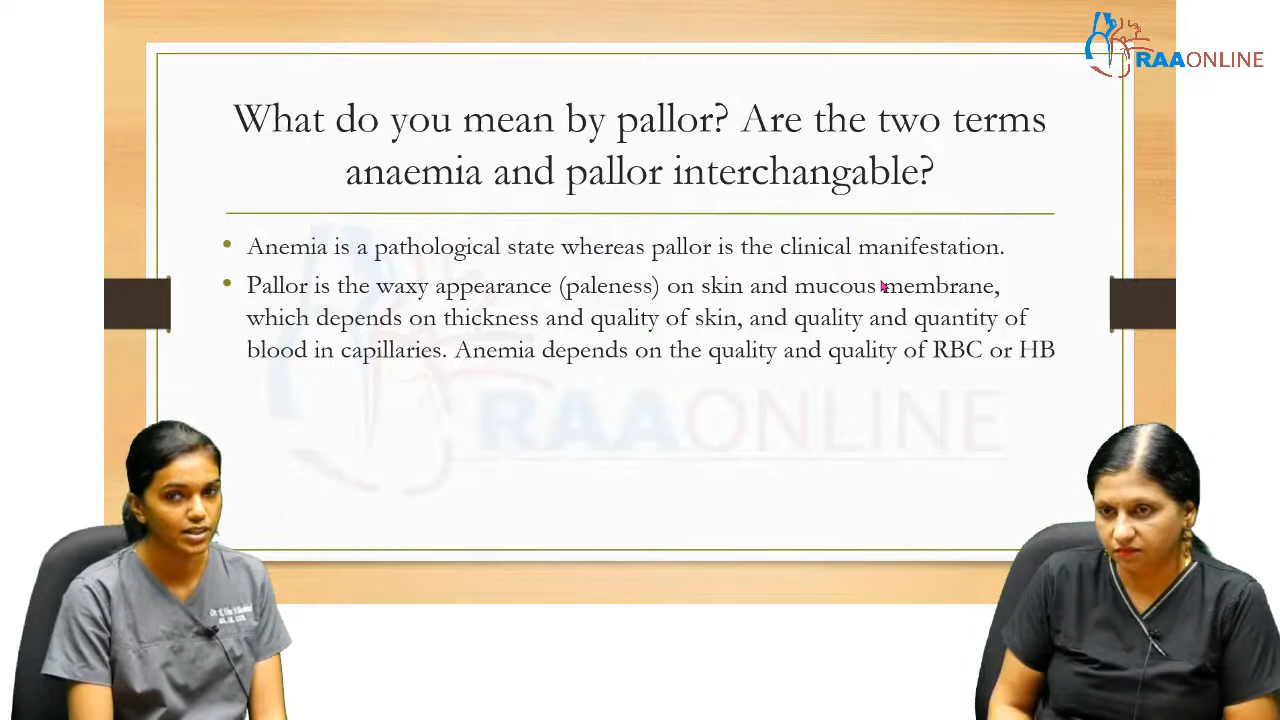 RAAONLINE
What do you mean by pallor? Are the two terms
anaemia and pallor interchangable?
• Anemia is a pathological state whereas pallor is the clinical manifestation.
• Pallor is the waxy appearance (paleness) on skin and mucous membrane,
which depends on thickness and quality of skin, and quality and quantity of
blood in capillaries. Anemia depends on the quality and quality of RBC or HB
RAAONLINE